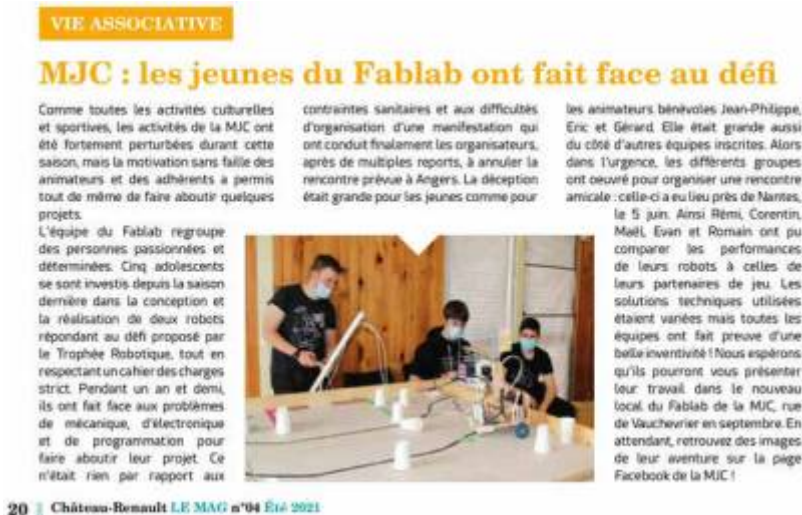 VIE ASSOCIATIVE
MJC : les jeunes du Fablab ont fait face au défi
Comme toutes les activités culturelles
et sportives, les activités de la MJC ont
été fortement perturbées durant cette
saison, mais la motivation sans faille des
animateurs et des adhérents a permis
tout de même de faire aboutir quelques
projets.
L'équipe du Fablab regroupe
des personnes passionnées et
déterminées. Cinq adolescents
se sont investis depuis la saison
dernière dans la conception et
la réalisation de deux robots
répondant au défi proposé par
le Trophée Robotique, tout en
respectant un cahier des charges
strict. Pendant un an et demi,
ils ont fait face aux problèmes
de mécanique, d'électronique
et de programmation pour
faire aboutir leur projet. Ce
n'était rien par rapport aux
contraintes sanitaires et aux difficultés
d'organisation d'une manifestation qui
ont conduit finalement les organisateurs,
après de multiples reports, à annuler la
rencontre prévue à Angers. La déception
était grande pour les jeunes comme pour
les animateurs bénévoles Jean-Philippe,
Eric et Gérard. Elle était grande aussi
du côté d'autres équipes inscrites. Alors
dans l'urgence, les différents groupes
ont oeuvré pour organiser une rencontre
amicale : celle-ci a eu lieu près de Nantes,
le 5 juin. Ainsi Rémi, Corentin,
Maël, Evan et Romain ont pu
comparer les performances
de leurs robots à celles de
leurs partenaires de jeu. Les
solutions techniques utilisées
étaient variées mais toutes les
équipes ont fait preuve d'une
belle inventivité ! Nous espérons
qu'ils pourront vous présenter
leur travail dans le nouveau
local du Fablab de la MJC, rue
de Vauchevrier en septembre. En
attendant, retrouvez des images
de leur aventure sur la page
Facebook de la MJC !
20 | Château-Renault LE MAG n°04 Été 2021